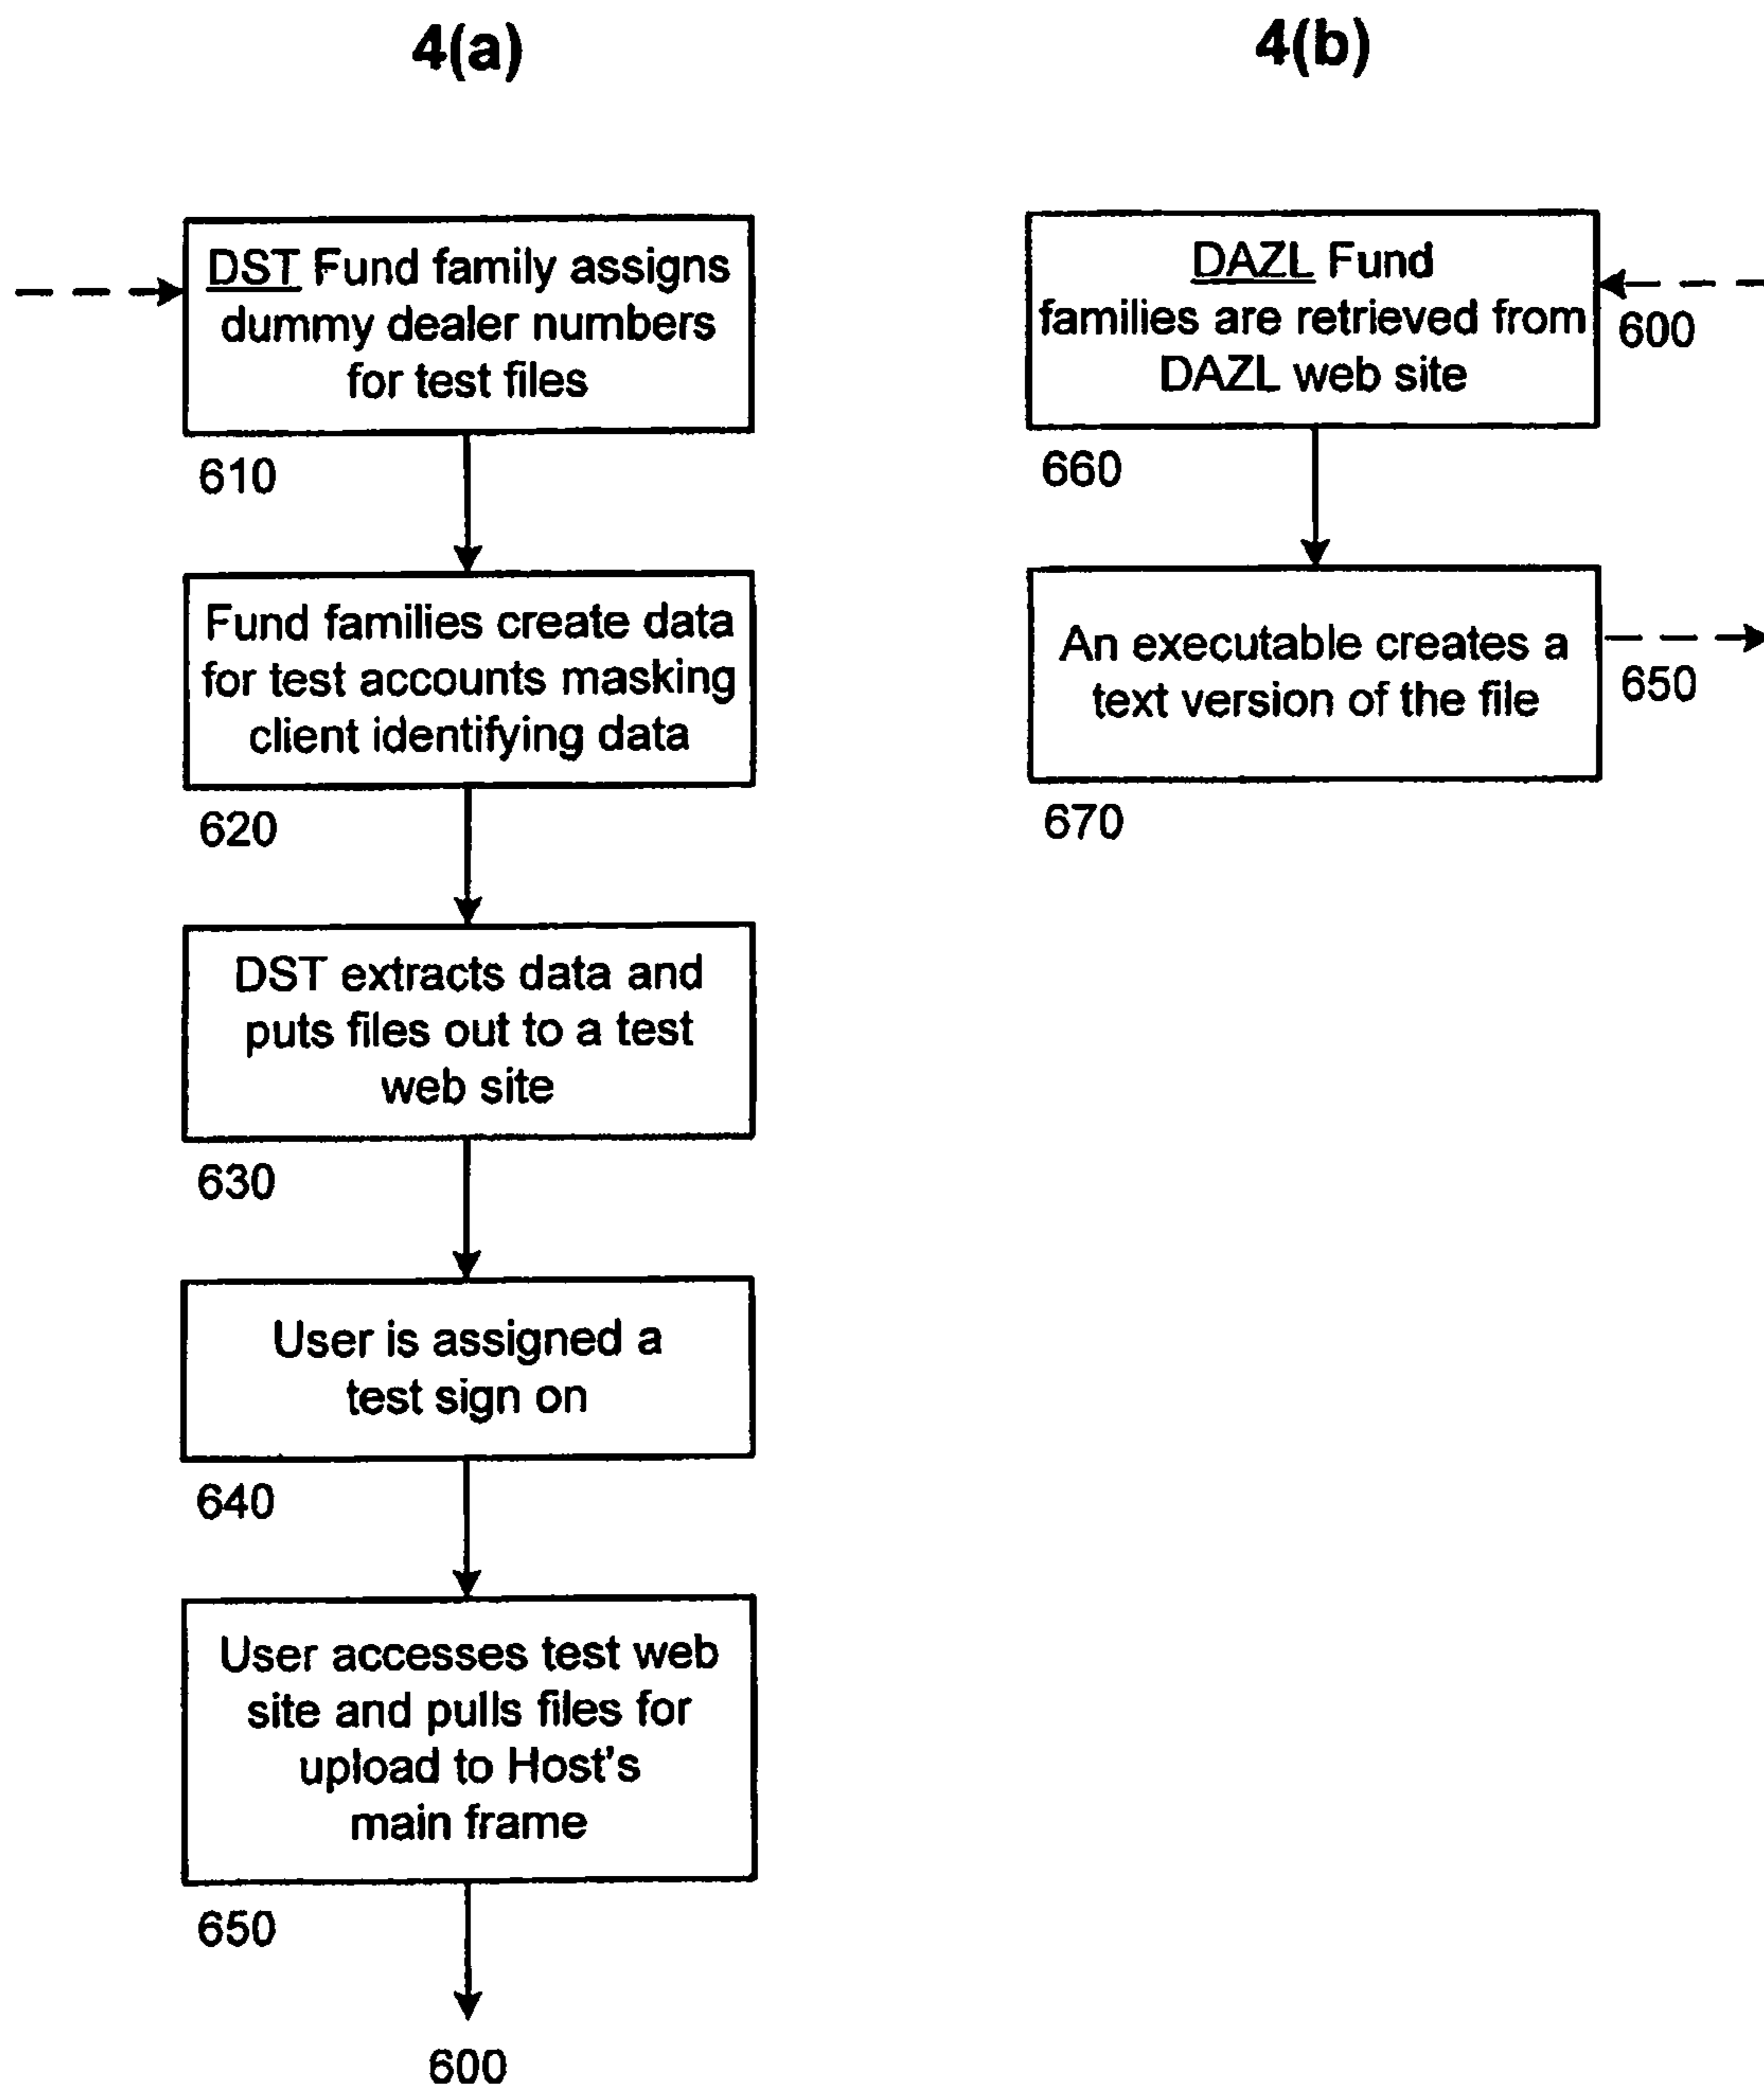 4(a)
DST Fund family assigns
dummy dealer numbers
for test files
610
Fund families create data
for test accounts masking
client identifying data
620
DST extracts data and
puts files out to a test
web site
630
User is assigned a
test sign on
640
User accesses test web
site and pulls files for
upload to Host's
main frame
650
600
4(b)
DAZL Fund
families are retrieved from
DAZL web site
600
660
An executable creates a
text version of the file
650
670